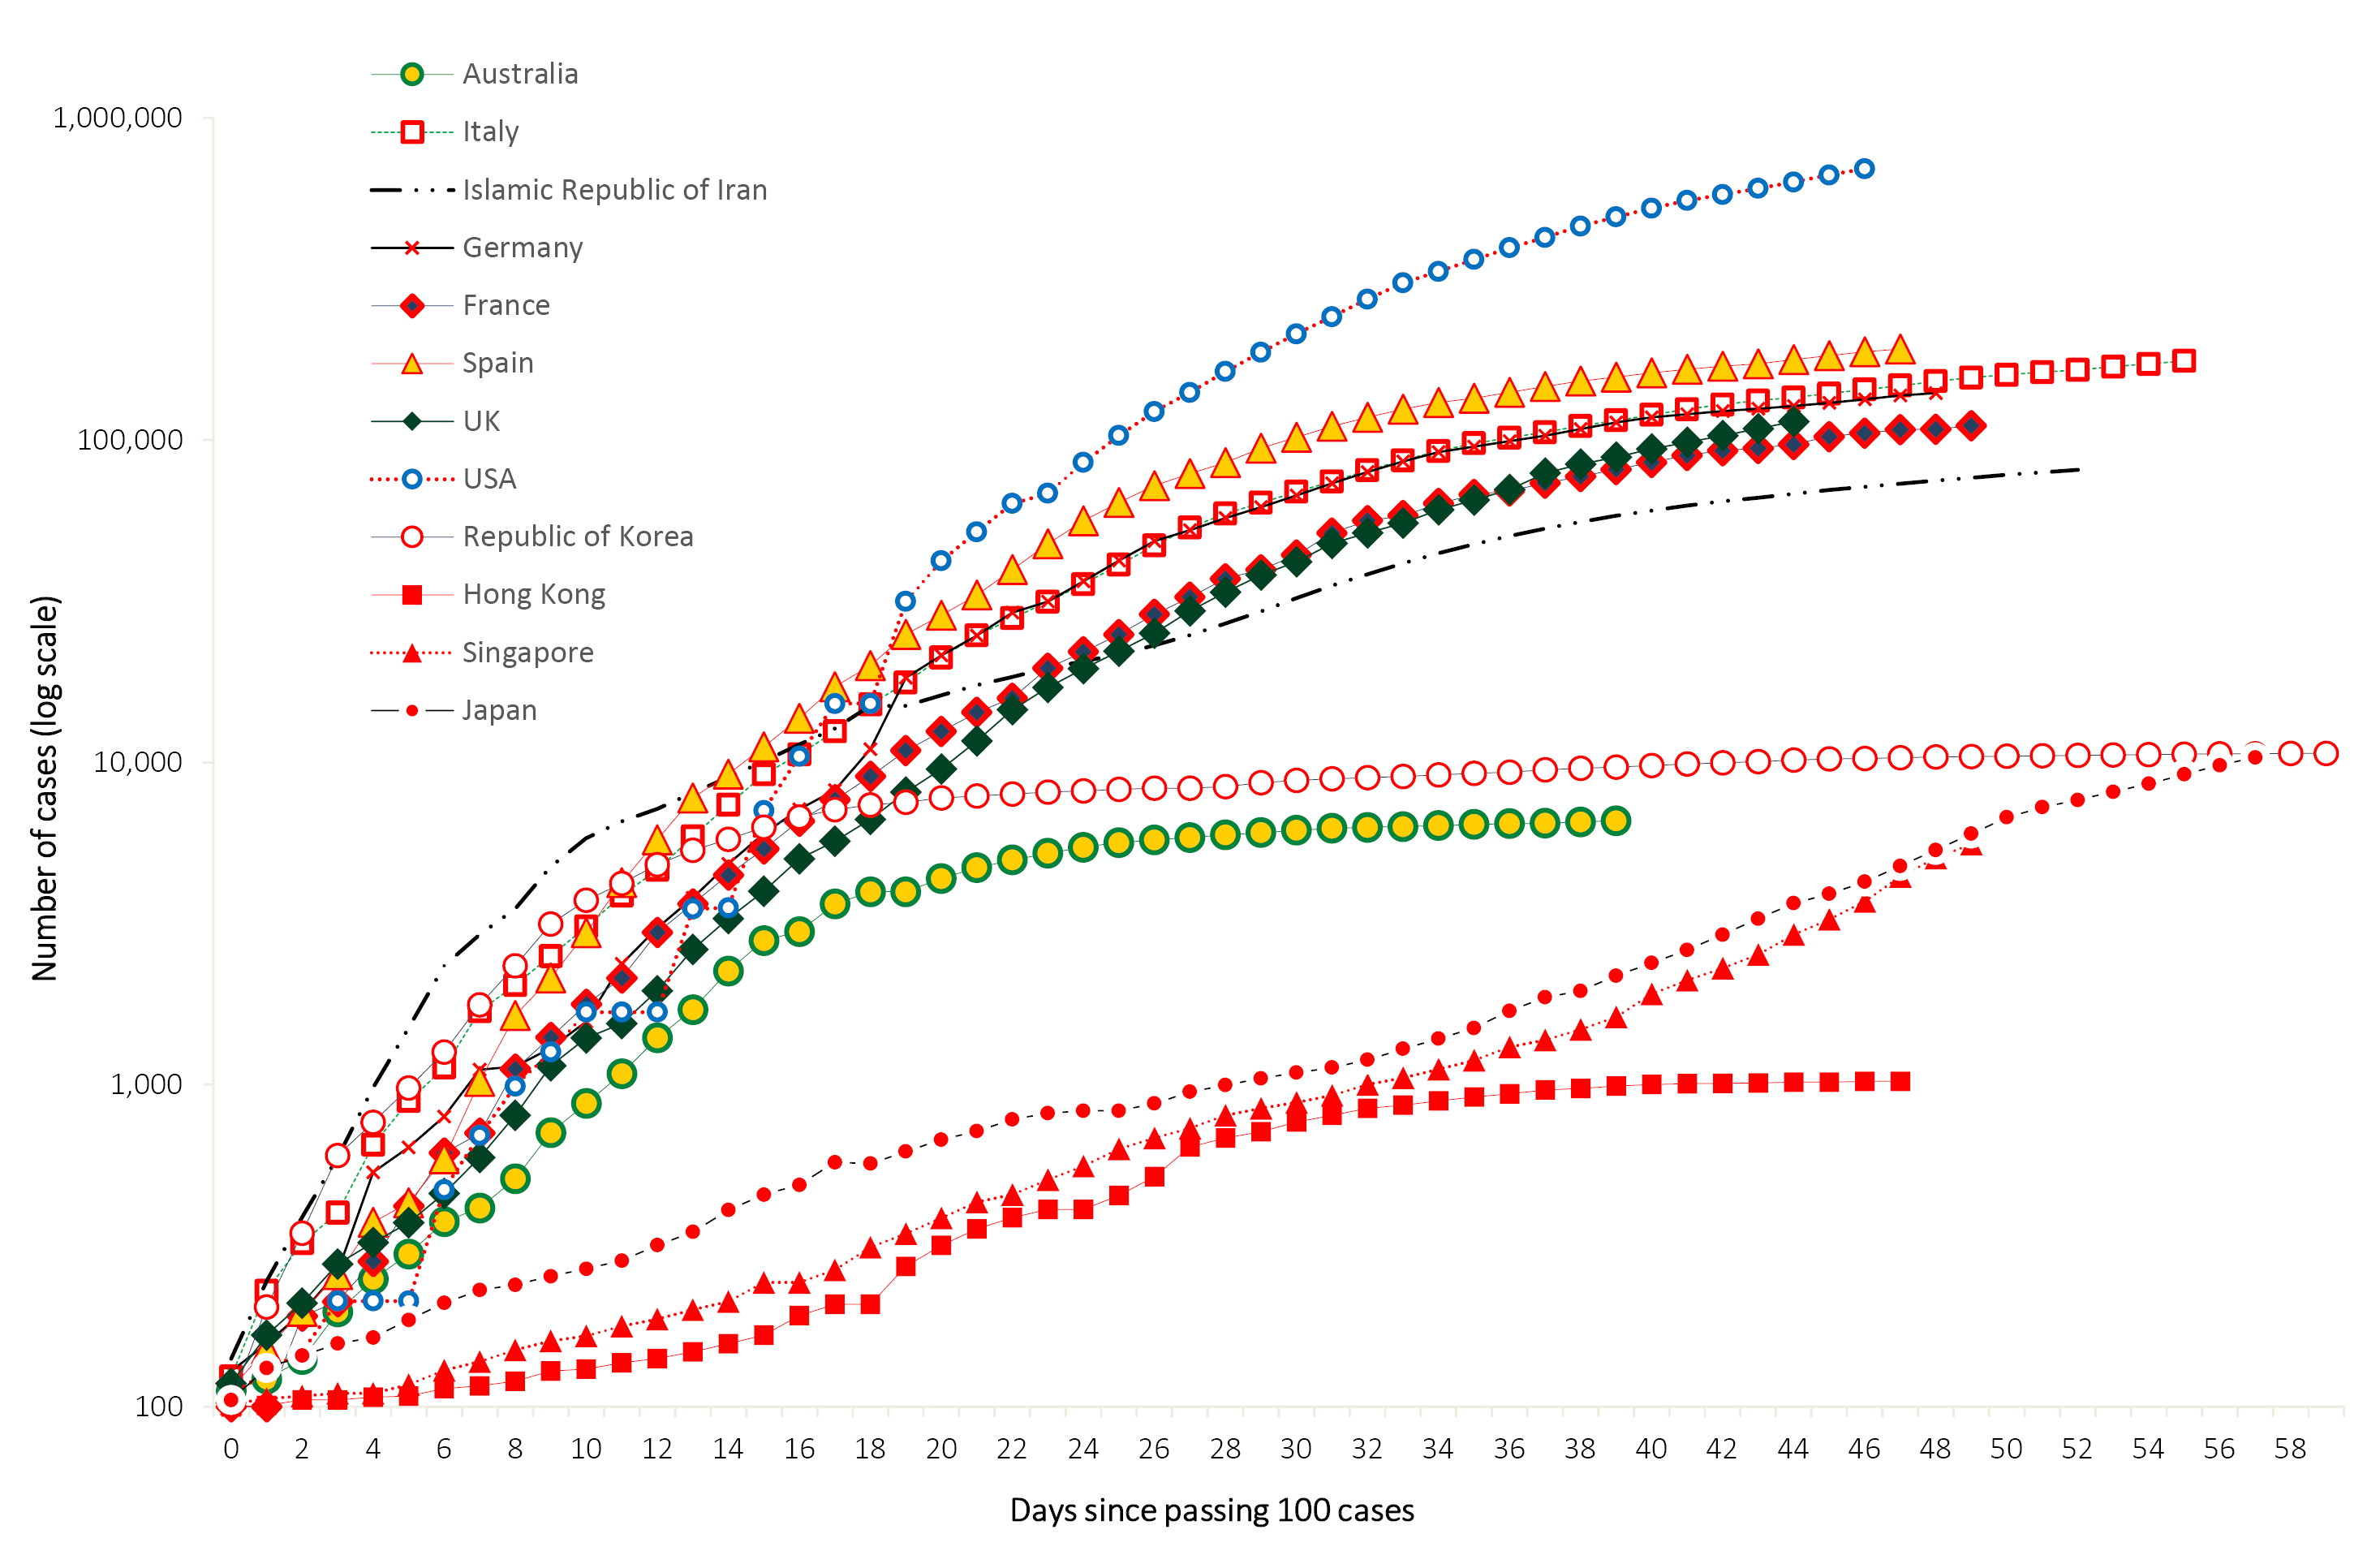 Australia
Italy
Islamic Republic of Iran
Germany
France
Spain
UK
USA
Republic of Korea
Hong Kong
Singapore
Japan
1,000,000
100,000
10,000
1,000
100
Number of cases (log scale)
0 2 4 6 8 10 12 14 16 18 20 22 24 26 28 30 32 34 36 38 40 42 44 46 48 50 52 54 56 58
Days since passing 100 cases